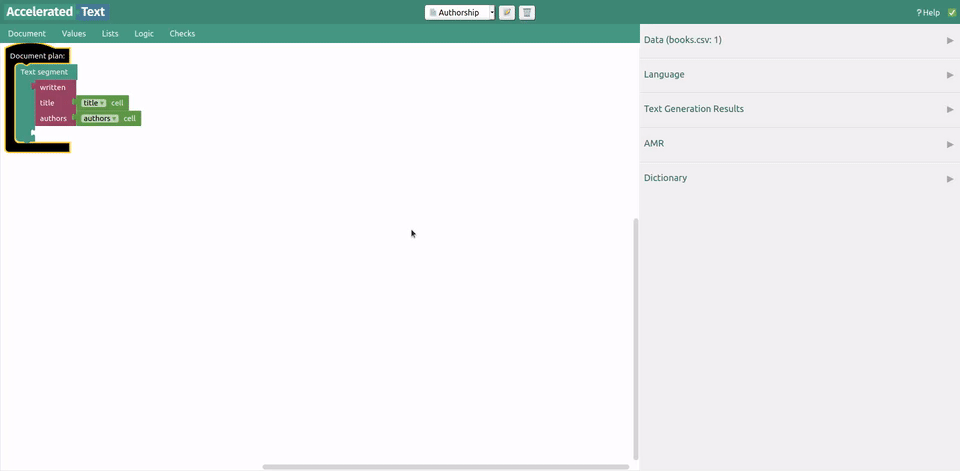 Accelerated Text Authorship ? Help
Document Values Lists Logic Checks
Document plan:
Text segment
written
title title cell
authors authors cell
Data (books.csv: 1)
Language
Text Generation Results
AMR
Dictionary